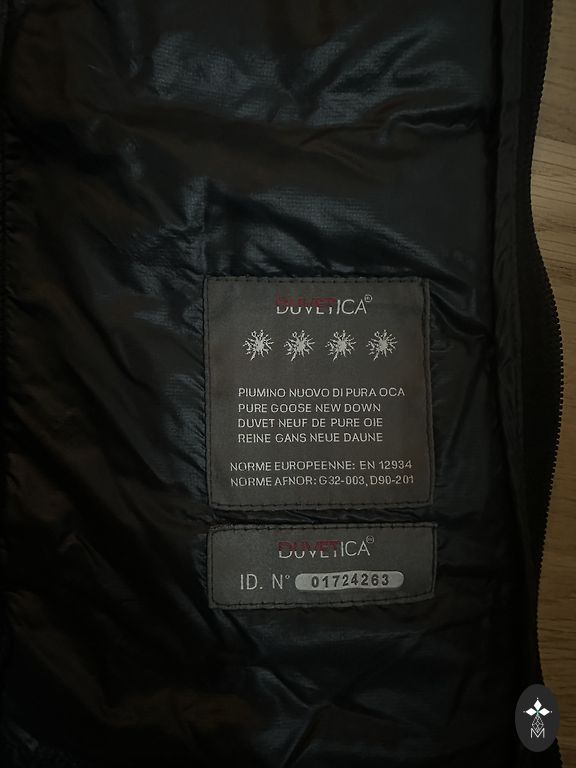 DUVETICA®
PIUMINO NUOVO DI PURA OCA
PURE GOOSE NEW DOWN
DUVET NEUF DE PURE OIE
REINE GANS NEUE DAUNE
NORME EUROPEENNE: EN 12934
NORME AFNOR: G32-003, D90-201
DUVETICA®
ID. N° 01724263
M